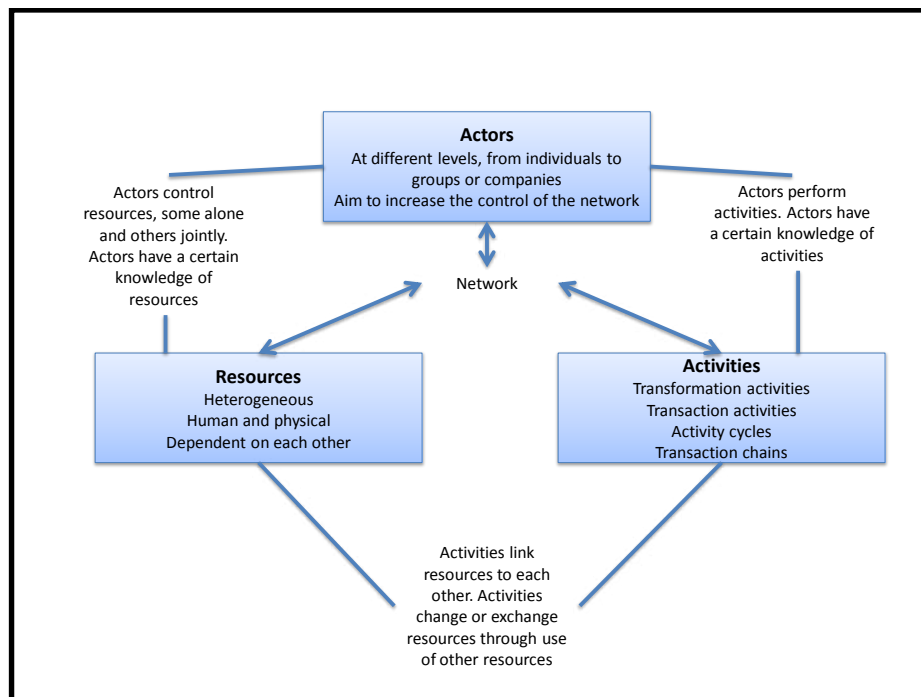 Actors
At different levels, from individuals to
groups or companies
Aim to increase the control of the network
Actors control
resources, some alone
and others jointly.
Actors have a certain
knowledge of
resources
Actors perform
activities. Actors have
a certain knowledge of
activities
Network
Resources
Heterogeneous
Human and physical
Dependent on each other
Activities
Transformation activities
Transaction activities
Activity cycles
Transaction chains
Activities link
resources to each
other. Activities
change or exchange
resources through use
of other resources